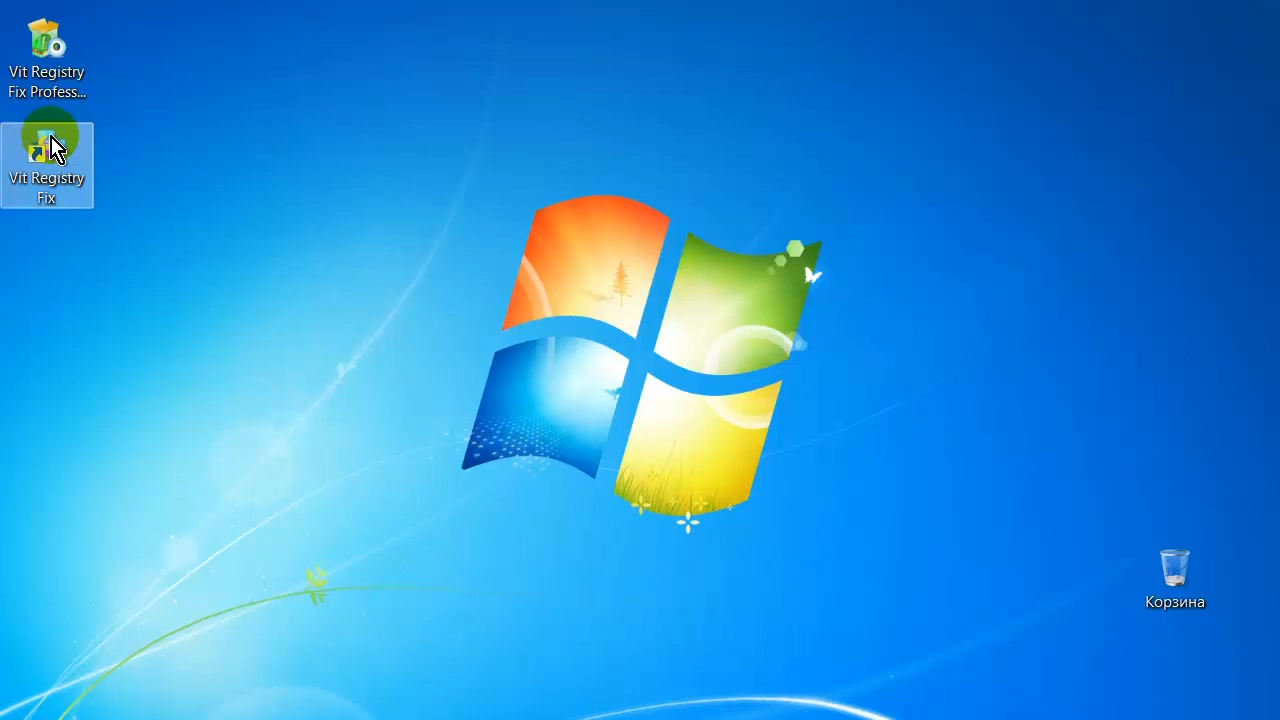 Vit Registry
Fix Profess...
Vit Registry
Fix
Корзина